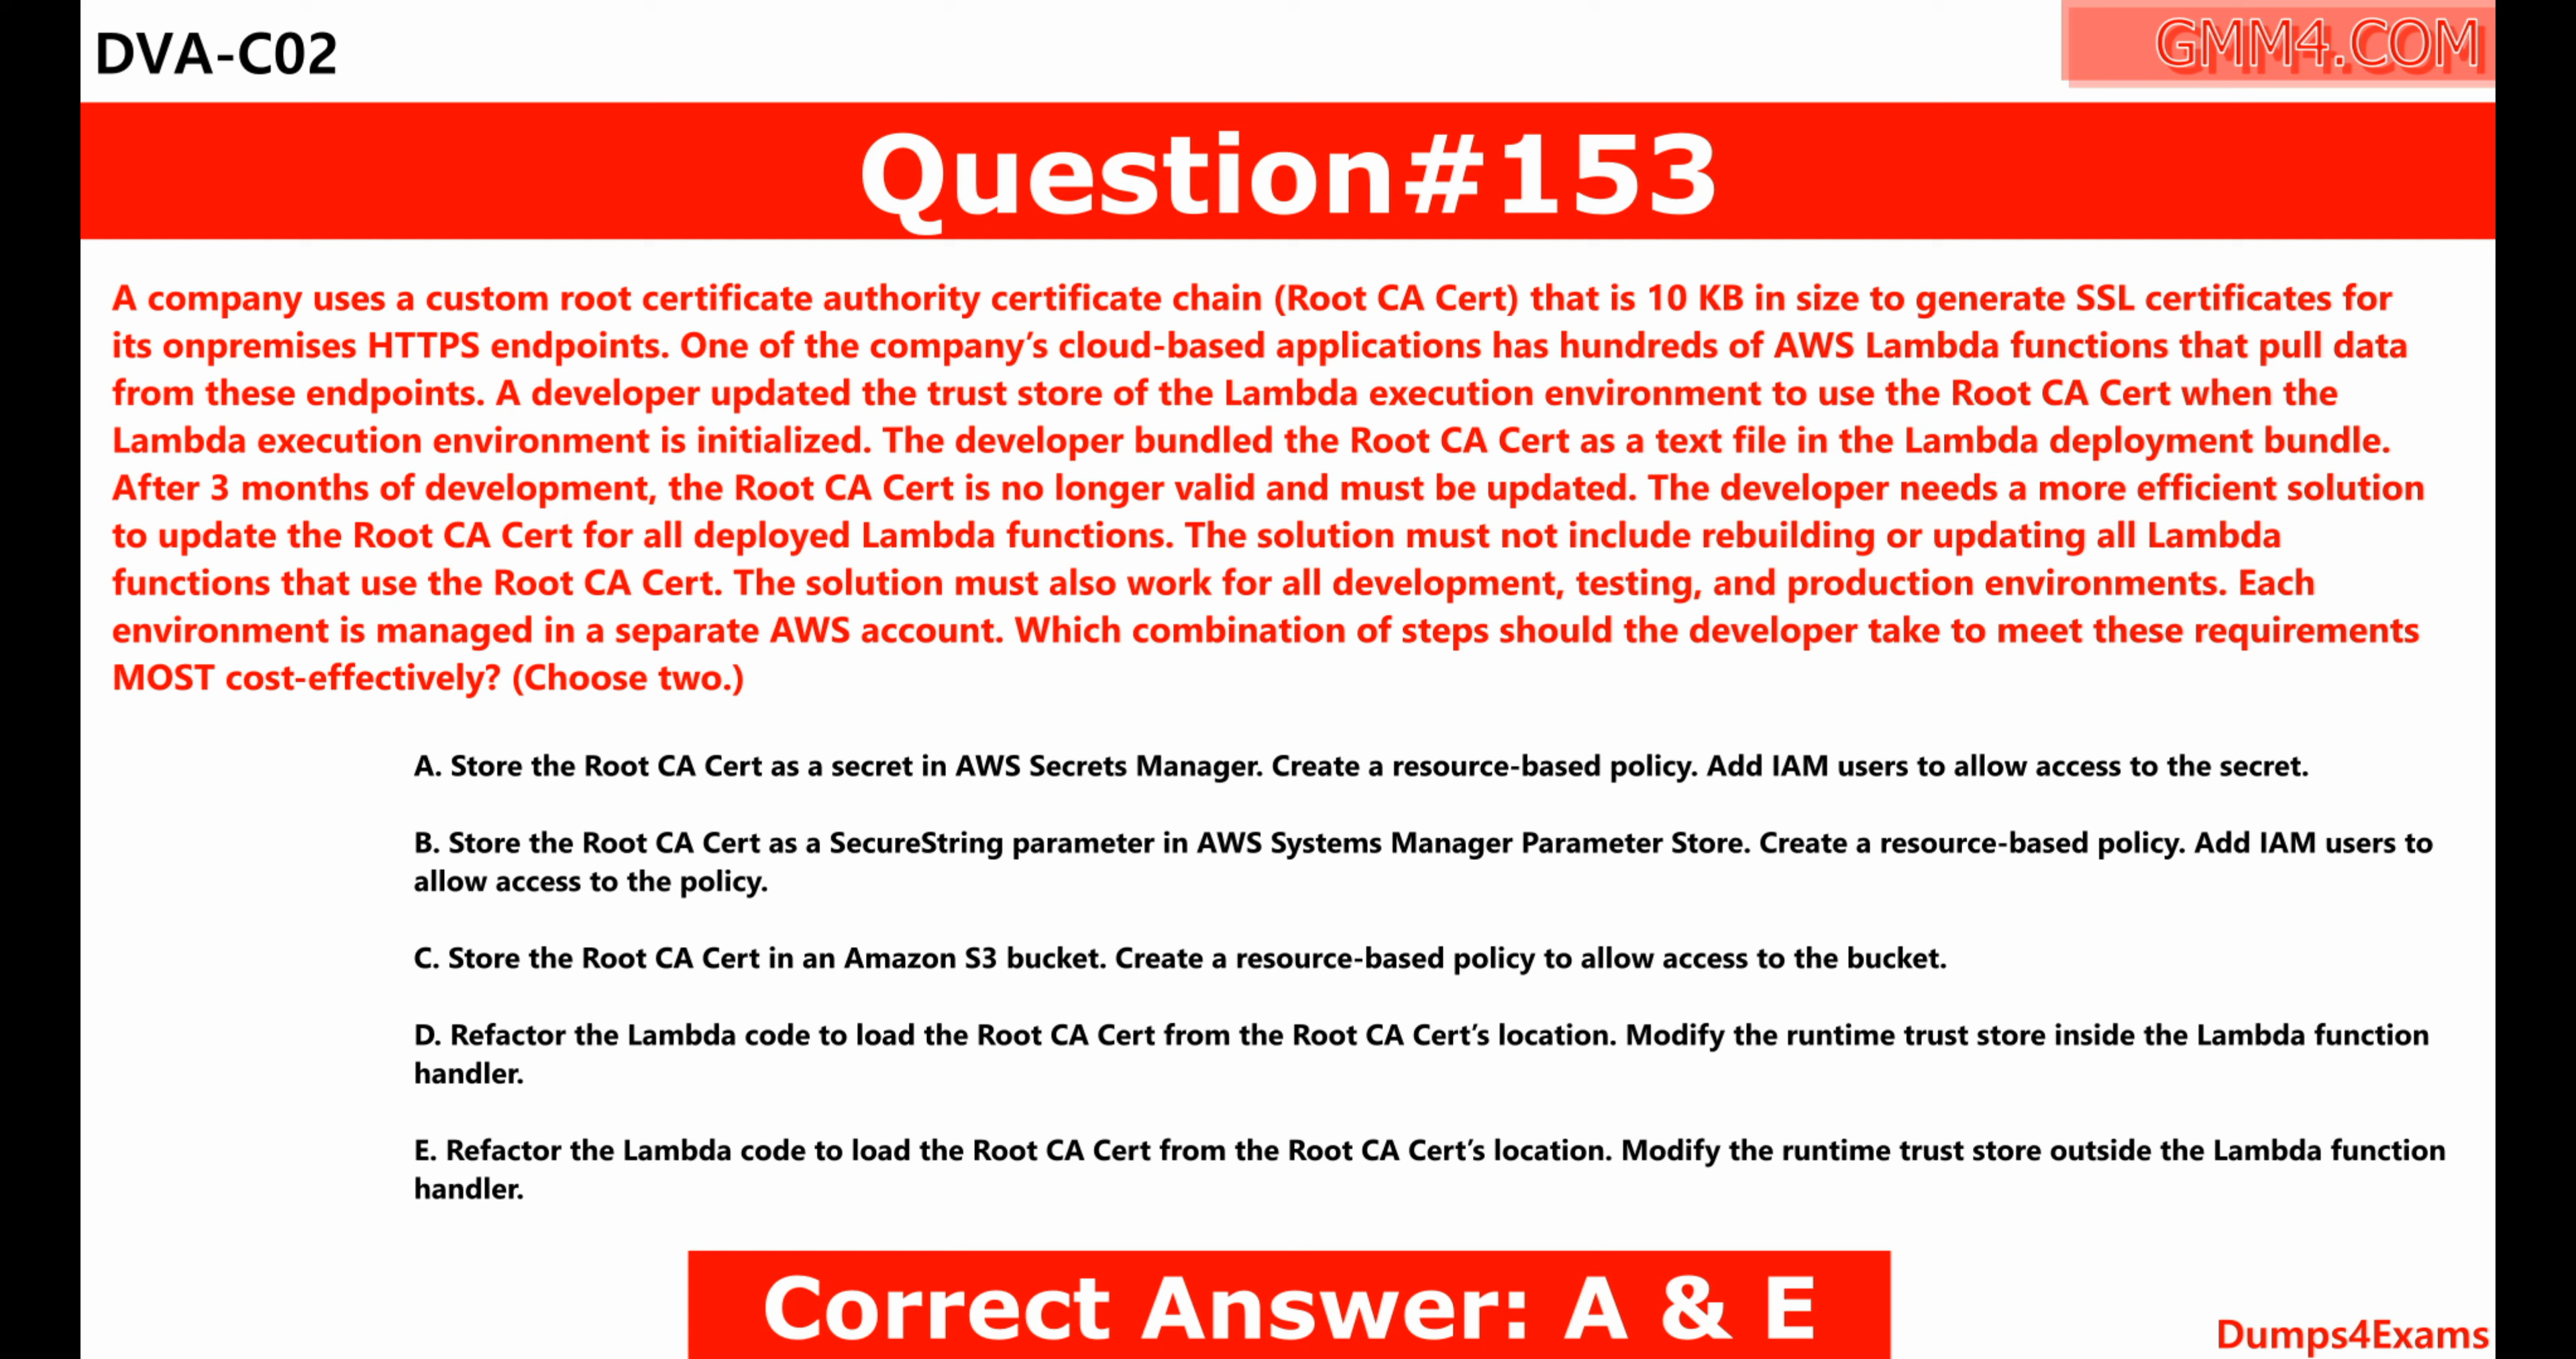 DVA-C02
GMM4.COM
Question#153
A company uses a custom root certificate authority certificate chain (Root CA Cert) that is 10 KB in size to generate SSL certificates for
its onpremises HTTPS endpoints. One of the company’s cloud-based applications has hundreds of AWS Lambda functions that pull data
from these endpoints. A developer updated the trust store of the Lambda execution environment to use the Root CA Cert when the
Lambda execution environment is initialized. The developer bundled the Root CA Cert as a text file in the Lambda deployment bundle.
After 3 months of development, the Root CA Cert is no longer valid and must be updated. The developer needs a more efficient solution
to update the Root CA Cert for all deployed Lambda functions. The solution must not include rebuilding or updating all Lambda
functions that use the Root CA Cert. The solution must also work for all development, testing, and production environments. Each
environment is managed in a separate AWS account. Which combination of steps should the developer take to meet these requirements
MOST cost-effectively? (Choose two.)
A. Store the Root CA Cert as a secret in AWS Secrets Manager. Create a resource-based policy. Add IAM users to allow access to the secret.
B. Store the Root CA Cert as a SecureString parameter in AWS Systems Manager Parameter Store. Create a resource-based policy. Add IAM users to
allow access to the policy.
C. Store the Root CA Cert in an Amazon S3 bucket. Create a resource-based policy to allow access to the bucket.
D. Refactor the Lambda code to load the Root CA Cert from the Root CA Cert’s location. Modify the runtime trust store inside the Lambda function
handler.
E. Refactor the Lambda code to load the Root CA Cert from the Root CA Cert’s location. Modify the runtime trust store outside the Lambda function
handler.
Correct Answer: A & E
Dumps4Exams